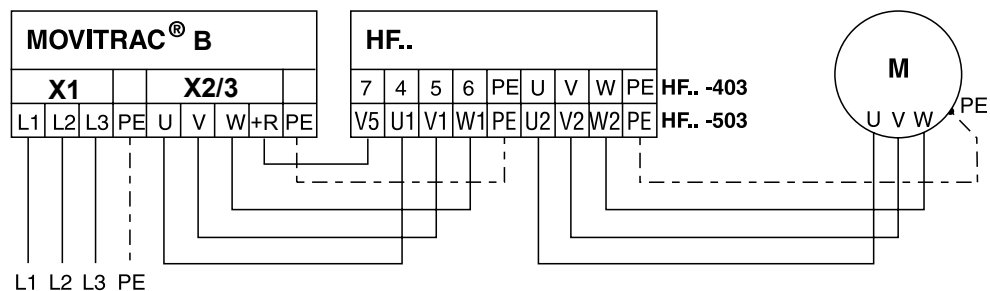 MOVITRAC® B
X1 X2/3
L1 L2 L3 PE U V W +R PE
HF..
7 4 5 6 PE U V W PE HF.. -403
V5 U1 V1 W1 PE U2 V2 W2 PE HF.. -503
M
U V W PE
L1 L2 L3 PE